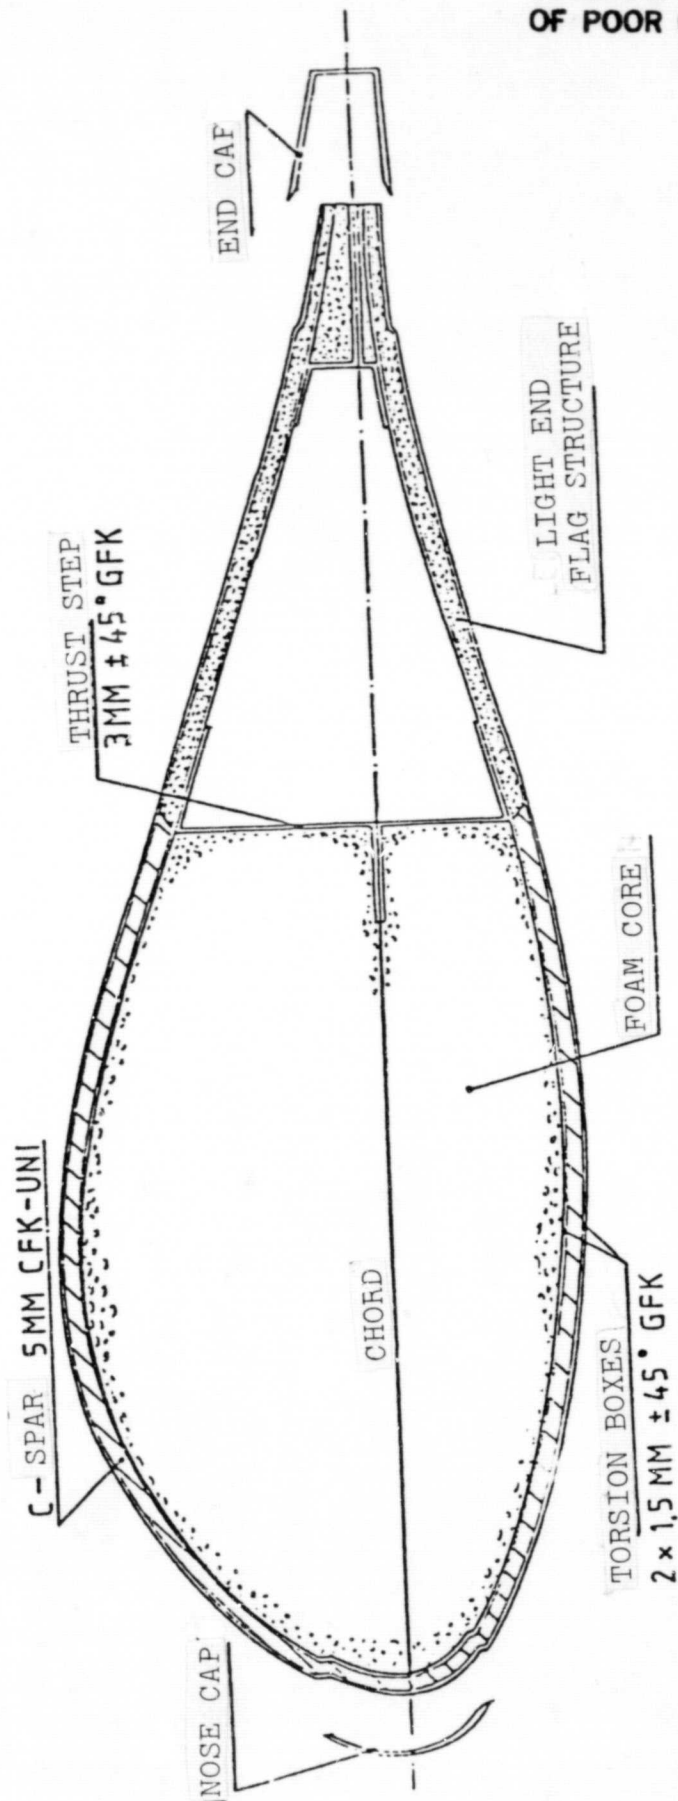 OF POOR
END CAP
THRUST STEP
3MM ± 45° GFK
LIGHT END
FLAG STRUCTURE
C-SPAR 5MM CFK-UNI
FOAM CORE
CHORD
TORSION BOXES
2 x 1,5 MM ± 45° GFK
NOSE CAP